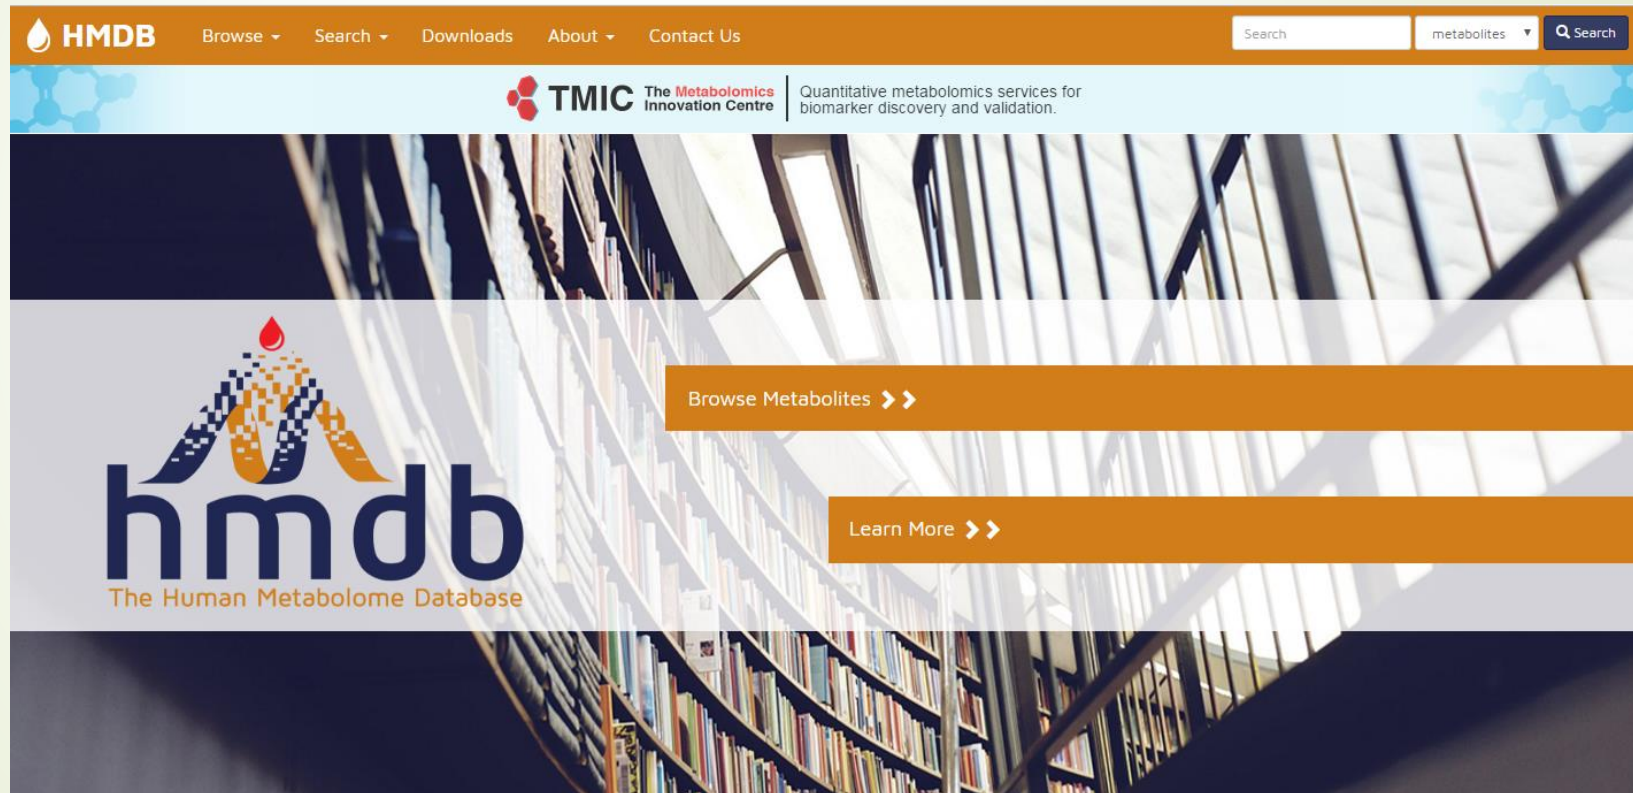 HMDB Browse Search Downloads About Contact Us Search metabolites Search
TMIC The Metabolomics Innovation Centre
Quantitative metabolomics services for
biomarker discovery and validation.
Browse Metabolites
Learn More
hmdb
The Human Metabolome Database